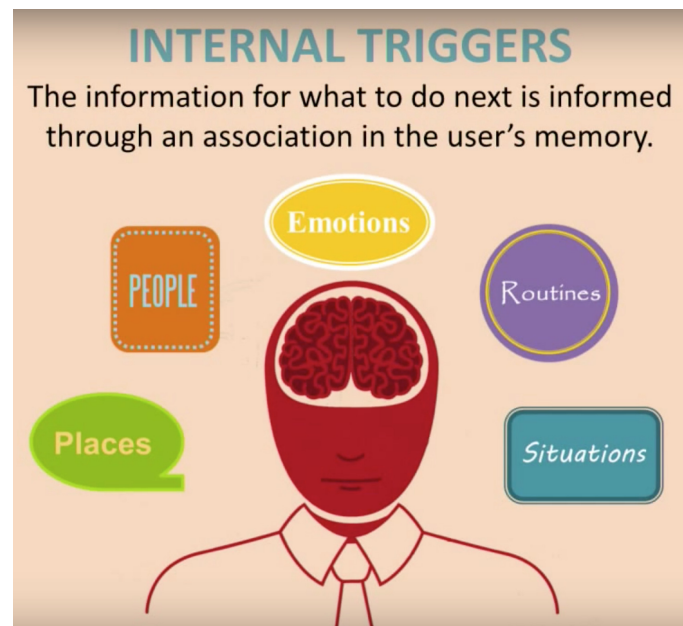 INTERNAL TRIGGERS
The information for what to do next is informed
through an association in the user's memory.
Emotions
PEOPLE
Routines
Places
Situations